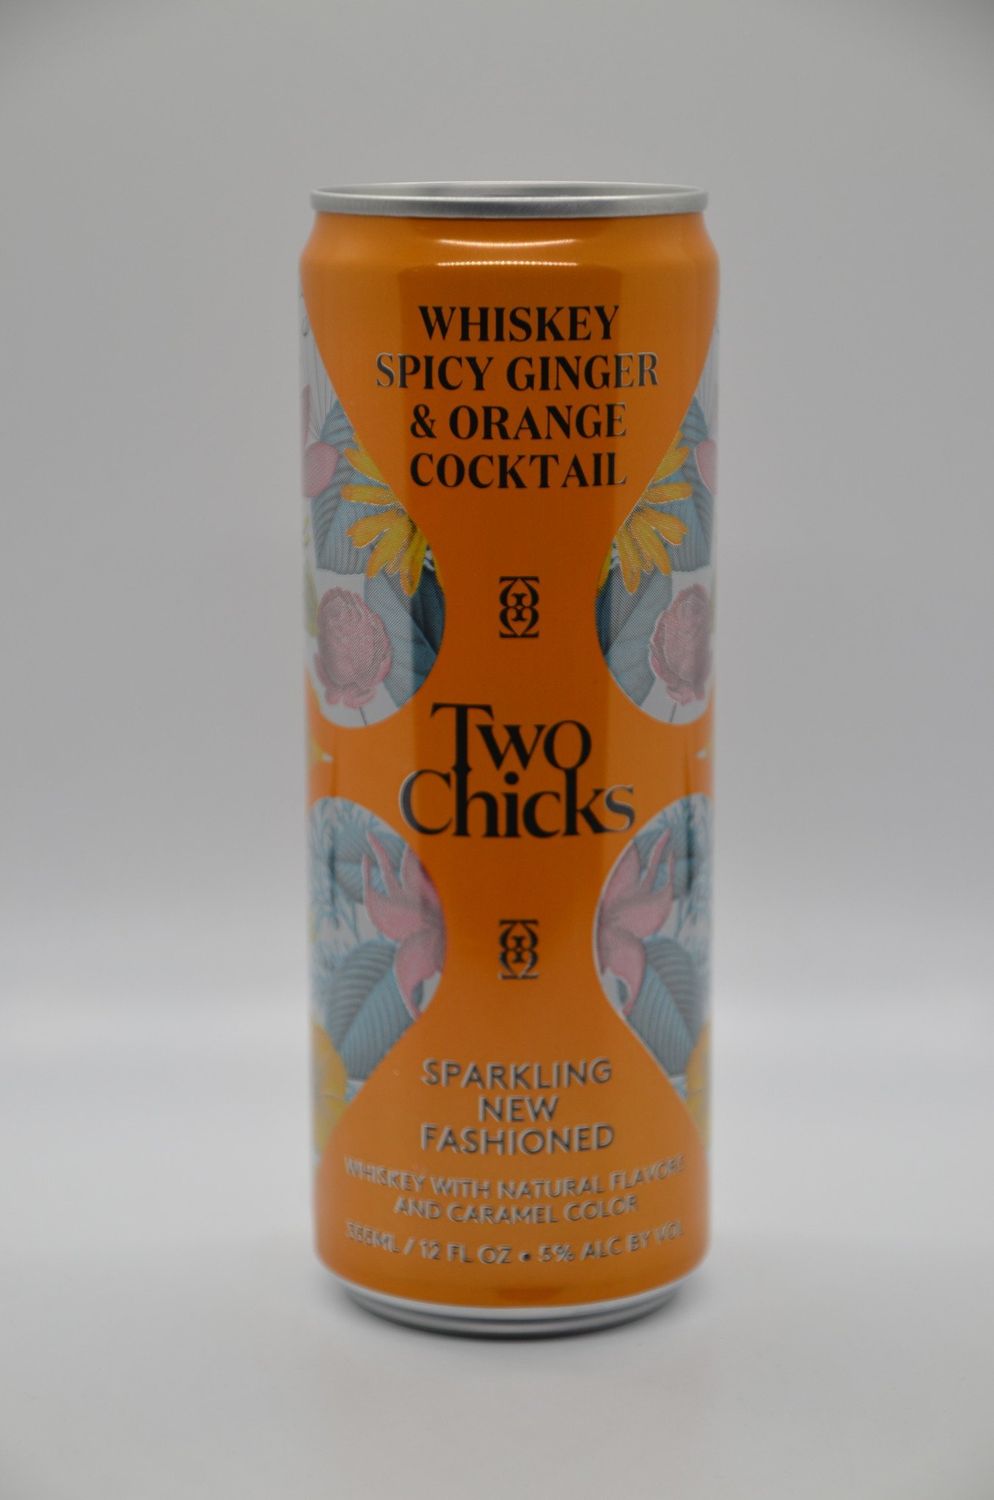 WHISKEY
SPICY GINGER
& ORANGE
COCKTAIL
Two
Chicks
SPARKLING
NEW
FASHIONED
WHISKEY WITH NATURAL FLAVORS
AND CARAMEL COLOR
355ML / 12 FL OZ • 5% ALC BY VOL